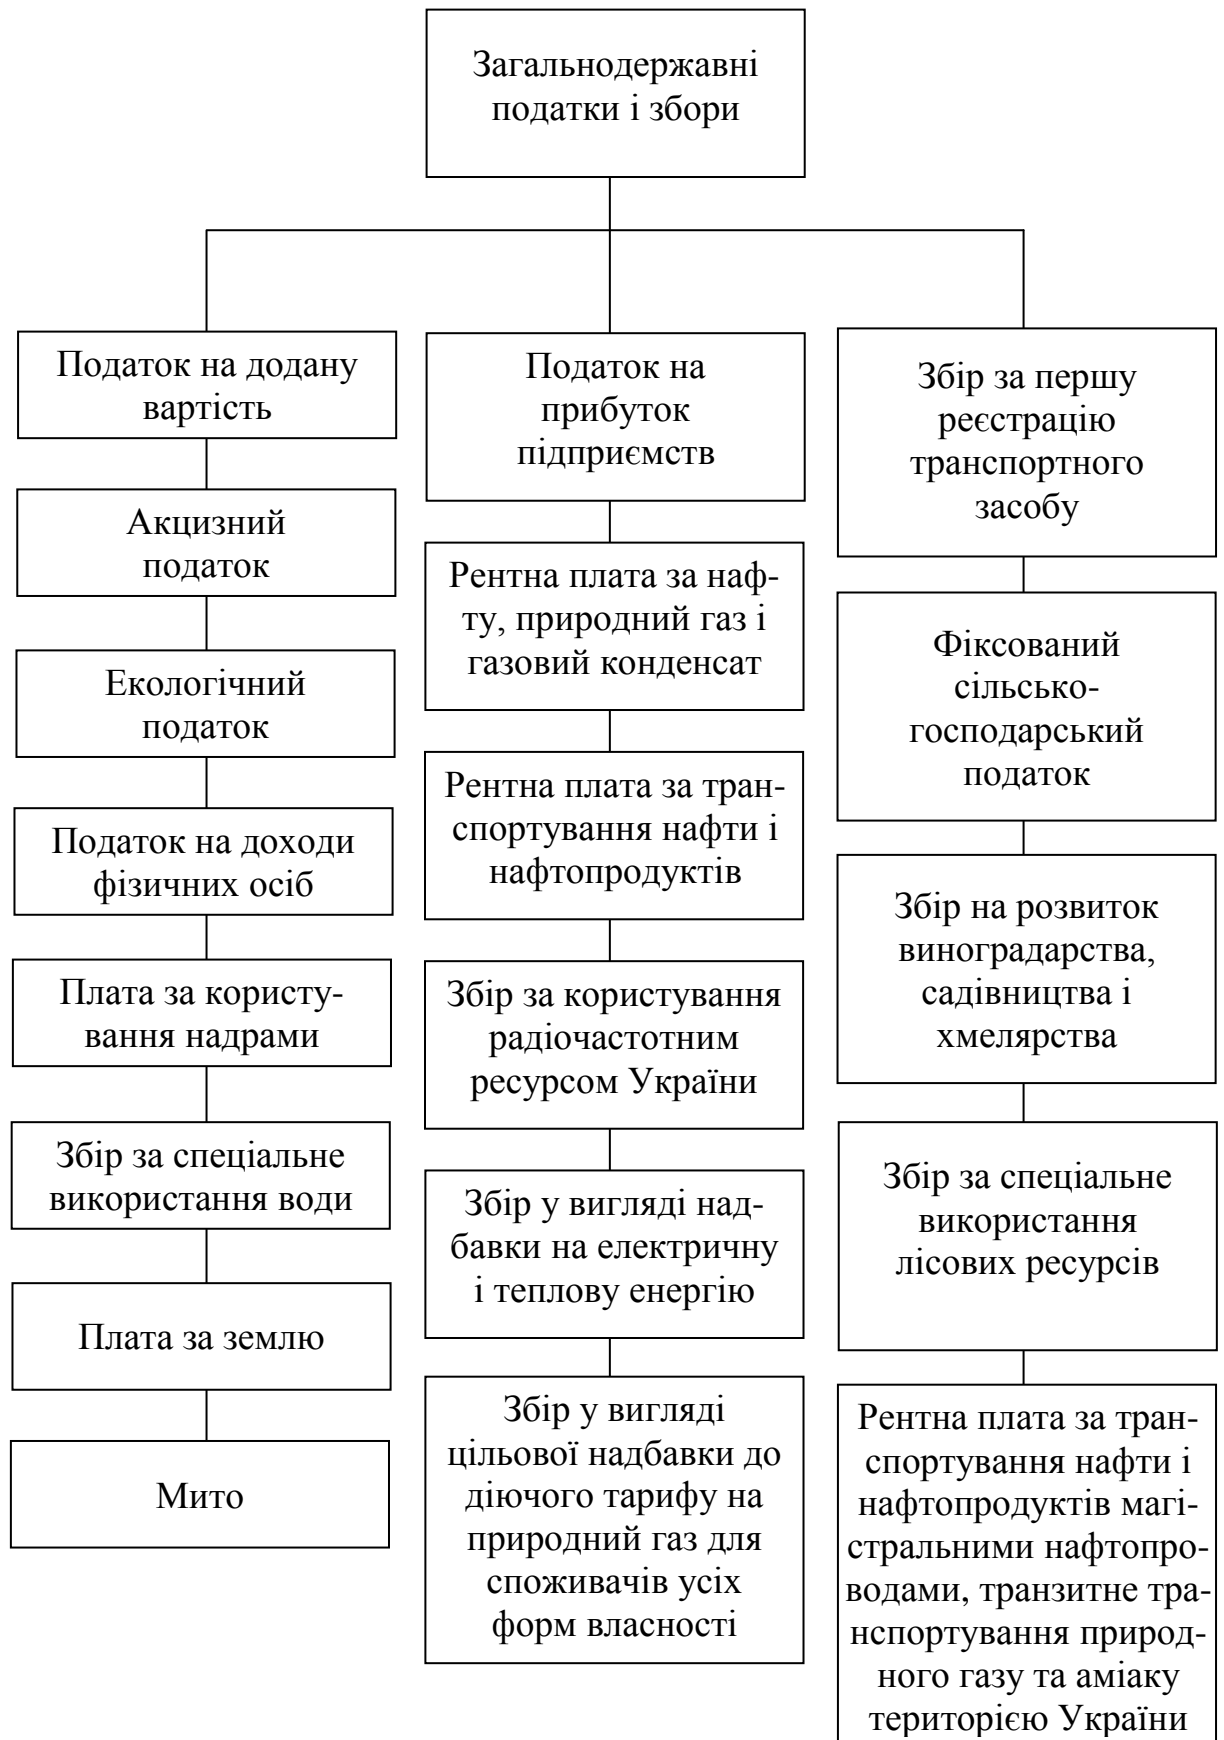 Загальнодержавні
податки і збори
Податок на додану
вартість
Акцизний
податок
Екологічний
податок
Податок на доходи
фізичних осіб
Плата за користу-
вання надрами
Збір за спеціальне
використання води
Плата за землю
Мито
Податок на
прибуток
підприємств
Рентна плата за наф-
ту, природний газ і
газовий конденсат
Рентна плата за тран-
спортування нафти і
нафтопродуктів
Збір за користування
радіочастотним
ресурсом України
Збір у вигляді над-
бавки на електричну
і теплову енергію
Збір у вигляді
цільової надбавки до
діючого тарифу на
природний газ для
споживачів усіх
форм власності
Збір за першу
реєстрацію
транспортного
засобу
Фіксований
сільсько-
господарський
податок
Збір на розвиток
виноградарства,
садівництва і
хмелярства
Збір за спеціальне
використання
лісових ресурсів
Рентна плата за тран-
спортування нафти і
нафтопродуктів магі-
стральними нафтопро-
водами, транзитне тра-
нспортування природ-
ного газу та аміаку
територією України